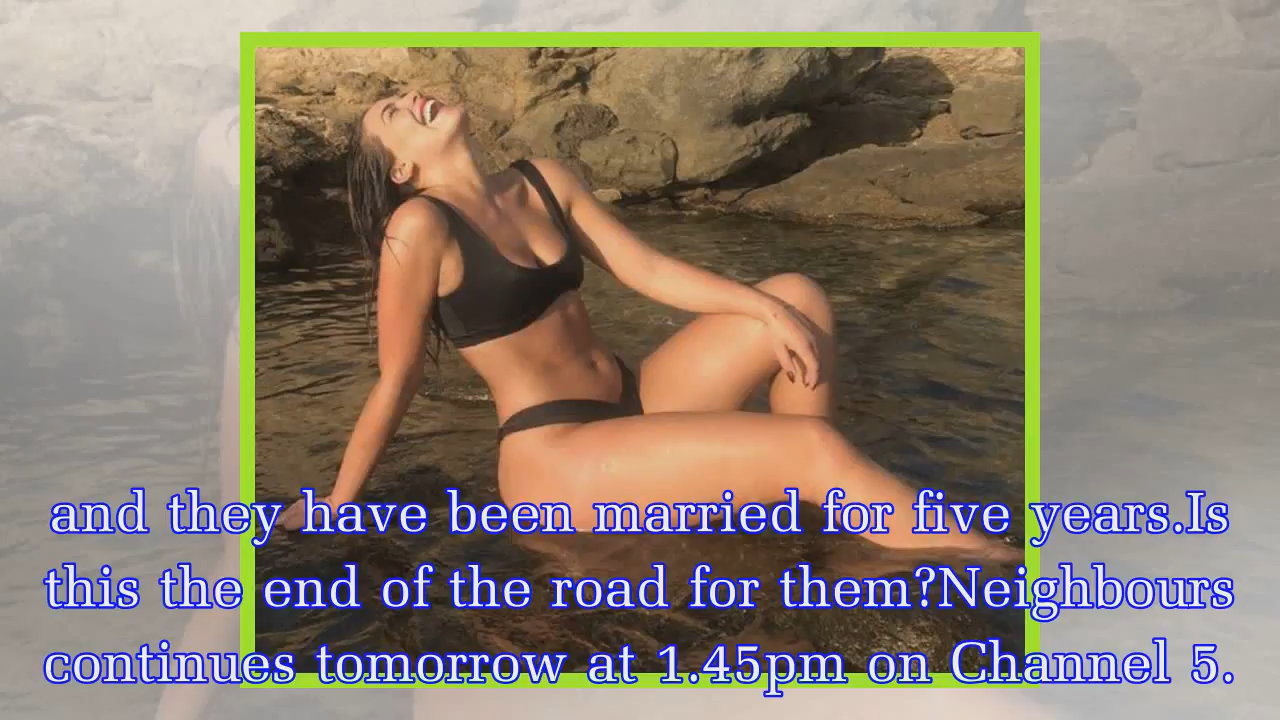 and they have been married for five years.Is
this the end of the road for them?Neighbours
continues tomorrow at 1.45pm on Channel 5.